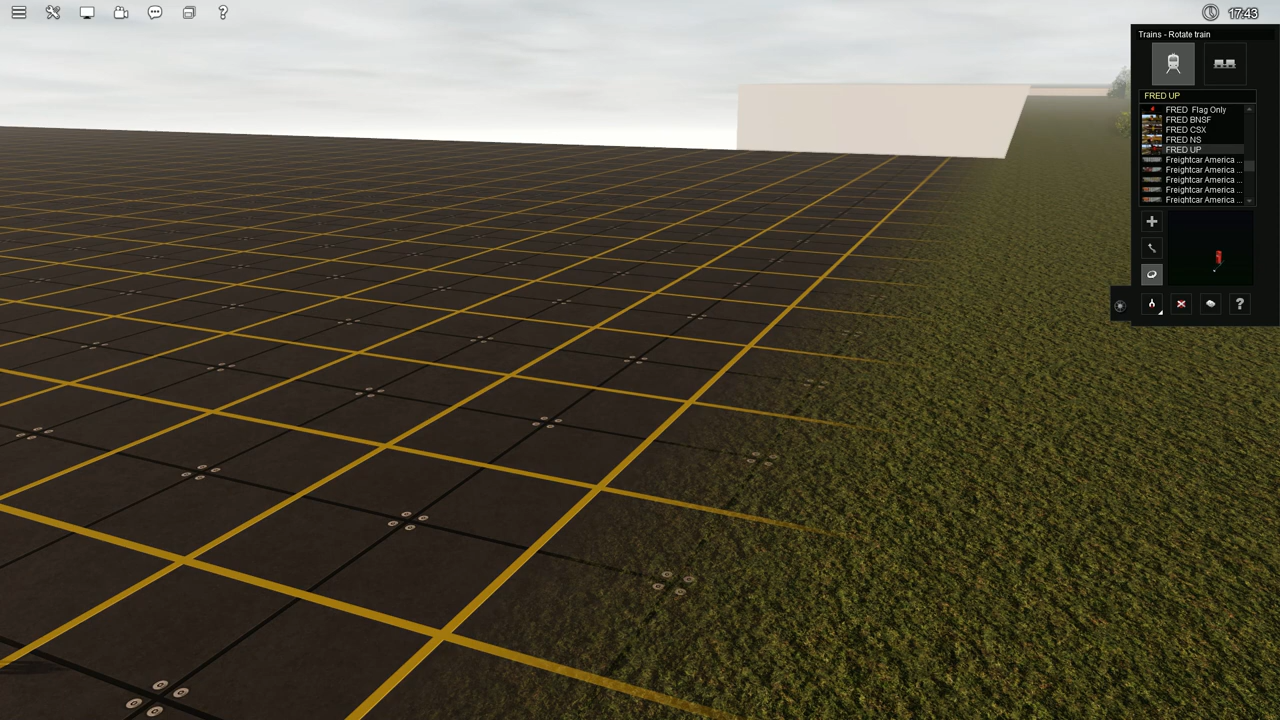 17:43
Trains - Rotate train
FRED UP
FRED  Flag Only
FRED BNSF
FRED CSX
FRED NS
FRED UP
Freightcar America ...
Freightcar America ...
Freightcar America ...
Freightcar America ...
Freightcar America ...